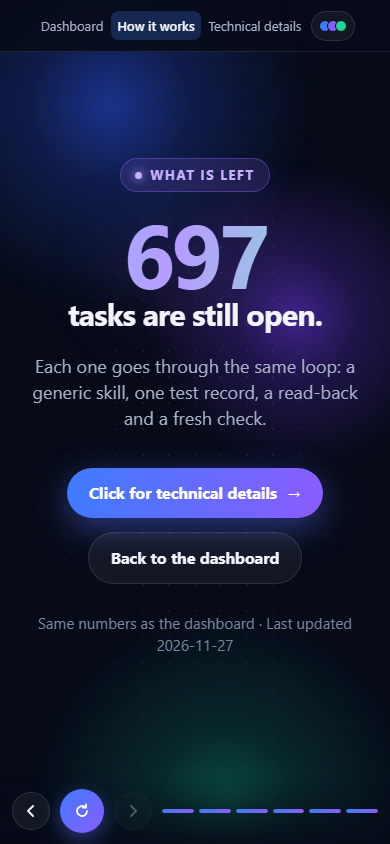 Dashboard How it works Technical details
WHAT IS LEFT
697
tasks are still open.
Each one goes through the same loop: a
generic skill, one test record, a read-back
and a fresh check.
Click for technical details →
Back to the dashboard
Same numbers as the dashboard · Last updated
2026-11-27